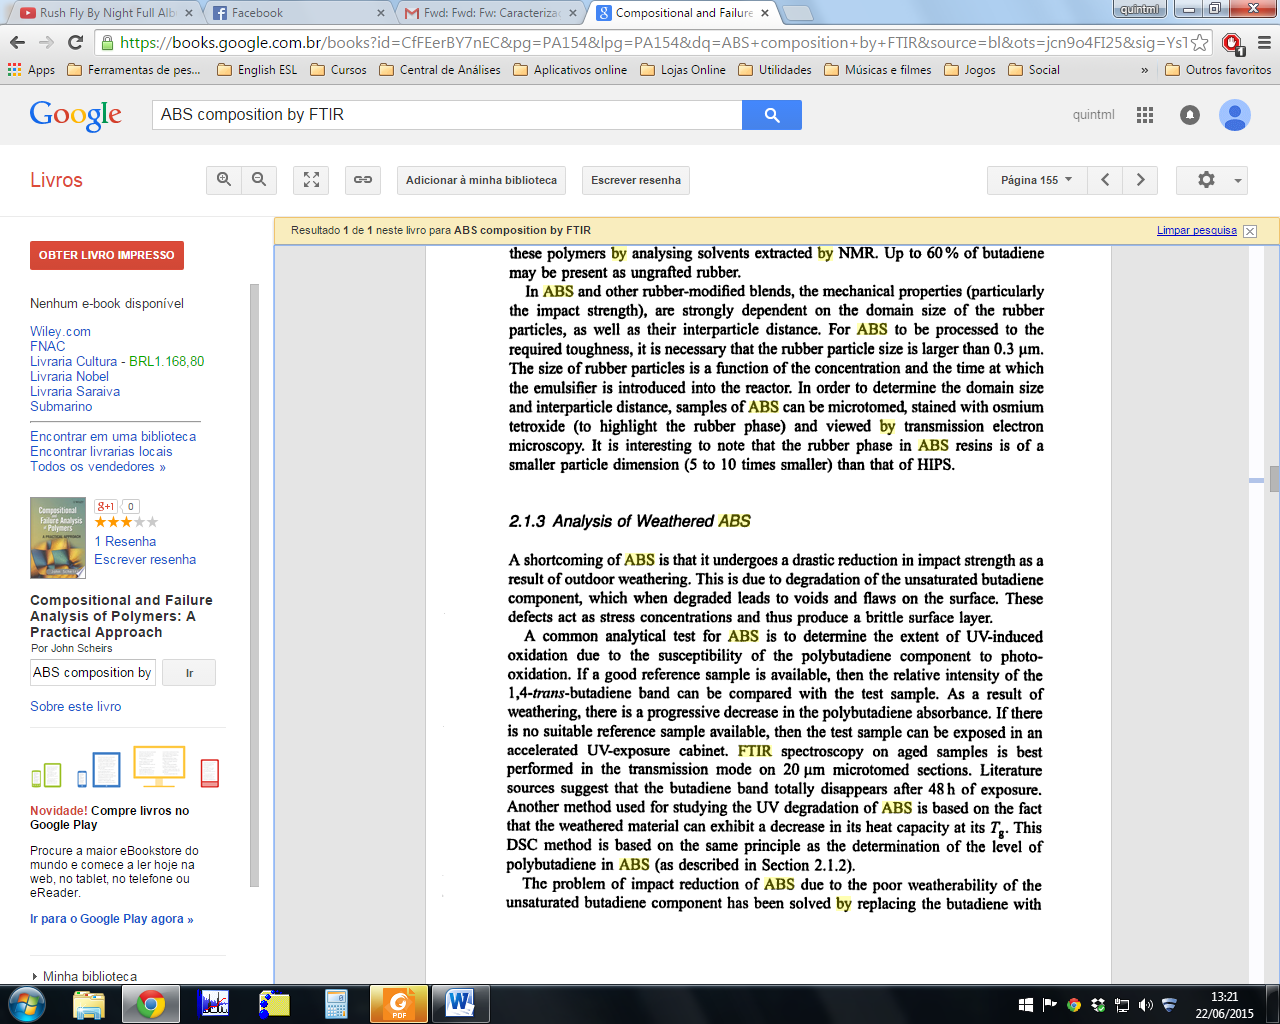 Rush Fly By Night Full Alb
Facebook
Fwd: Fwd: Fw: Caracteriza
Compositional and Failure
quintml
https://books.google.com.br/books?id=CfFEerBY7nEC&pg=PA154&lpg=PA154&dq=ABS+composition+by+FTIR&source=bl&ots=jcn9o4FI25&sig=Ys
1
Apps
Ferramentas de pes...
English ESL
Cursos
Central de Análises
Aplicativos online
Lojas Online
Utilidades
Músicas e filmes
Jogos
Social
»
Outros favoritos
Google
ABS composition by FTIR
quintml
Livros
Adicionar à minha biblioteca
Escrever resenha
Página 155
Resultado 1 de 1 neste livro para ABS composition by FTIR
Limpar pesquisa
OBTER LIVRO IMPRESSO
Nenhum e-book disponível
Wiley.com
FNAC
Livraria Cultura - BRL1.168,80
Livraria Nobel
Livraria Saraiva
Submarino
Encontrar em uma biblioteca
Encontrar livrarias locais
Todos os vendedores »
Compositional
and
Failure Analysis
of Polymers
A PRACTICAL APPROACH
g+1
0
1 Resenha
Escrever resenha
Compositional and Failure
Analysis of Polymers: A
Practical Approach
Por John Scheirs
ABS composition by
Ir
Sobre este livro
Novidade! Compre livros no
Google Play
Procure a maior eBookstore do
mundo e comece a ler hoje na
web, no tablet, no telefone ou
eReader.
Ir para o Google Play agora »
Minha biblioteca
these polymers by analysing solvents extracted by NMR. Up to 60% of butadiene
may be present as ungrafted rubber.
In ABS and other rubber-modified blends, the mechanical properties (particularly
the impact strength), are strongly dependent on the domain size of the rubber
particles, as well as their interparticle distance. For ABS to be processed to the
required toughness, it is necessary that the rubber particle size is larger than 0.3 μm.
The size of rubber particles is a function of the concentration and the time at which
the emulsifier is introduced into the reactor. In order to determine the domain size
and interparticle distance, samples of ABS can be microtomed, stained with osmium
tetroxide (to highlight the rubber phase) and viewed by transmission electron
microscopy. It is interesting to note that the rubber phase in ABS resins is of a
smaller particle dimension (5 to 10 times smaller) than that of HIPS.
2.1.3 Analysis of Weathered ABS
A shortcoming of ABS is that it undergoes a drastic reduction in impact strength as a
result of outdoor weathering. This is due to degradation of the unsaturated butadiene
component, which when degraded leads to voids and flaws on the surface. These
defects act as stress concentrations and thus produce a brittle surface layer.
A common analytical test for ABS is to determine the extent of UV-induced
oxidation due to the susceptibility of the polybutadiene component to photo-
oxidation. If a good reference sample is available, then the relative intensity of the
1,4-trans-butadiene band can be compared with the test sample. As a result of
weathering, there is a progressive decrease in the polybutadiene absorbance. If there
is no suitable reference sample available, then the test sample can be exposed in an
accelerated UV-exposure cabinet. FTIR spectroscopy on aged samples is best
performed in the transmission mode on 20 μm microtomed sections. Literature
sources suggest that the butadiene band totally disappears after 48 h of exposure.
Another method used for studying the UV degradation of ABS is based on the fact
that the weathered material can exhibit a decrease in its heat capacity at its Tg. This
DSC method is based on the same principle as the determination of the level of
polybutadiene in ABS (as described in Section 2.1.2).
The problem of impact reduction of ABS due to the poor weatherability of the
unsaturated butadiene component has been solved by replacing the butadiene with
PDF
13:21
22/06/2015